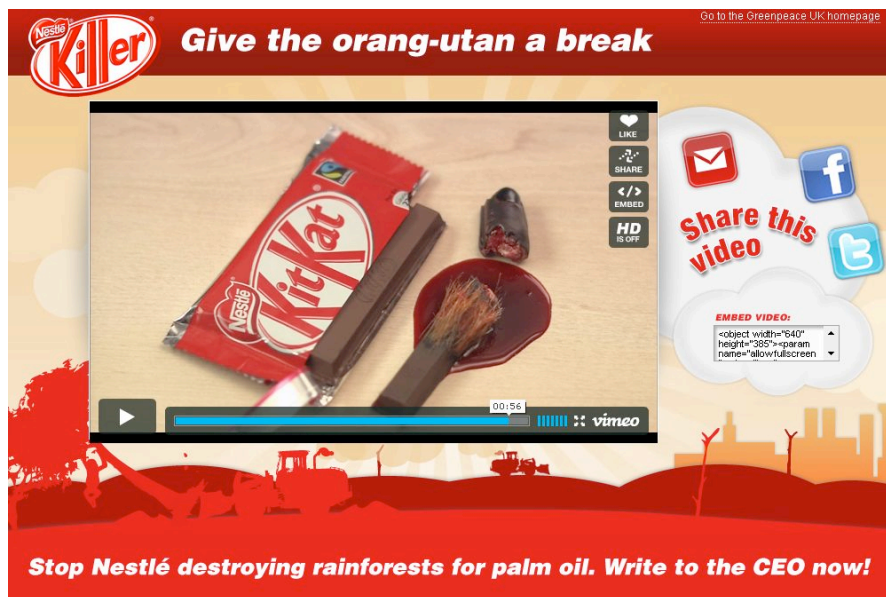 Go to the Greenpeace UK homepage
Nestlé
Killer
Give the orang-utan a break
LIKE
SHARE
</>
EMBED
HD
IS OFF
Nestlé
KitKat
f
Share this
video
t
EMBED VIDEO:
<object width="640"
height="385"><param
name="allowfullscreen
00:56
vimeo
Stop Nestlé destroying rainforests for palm oil. Write to the CEO now!